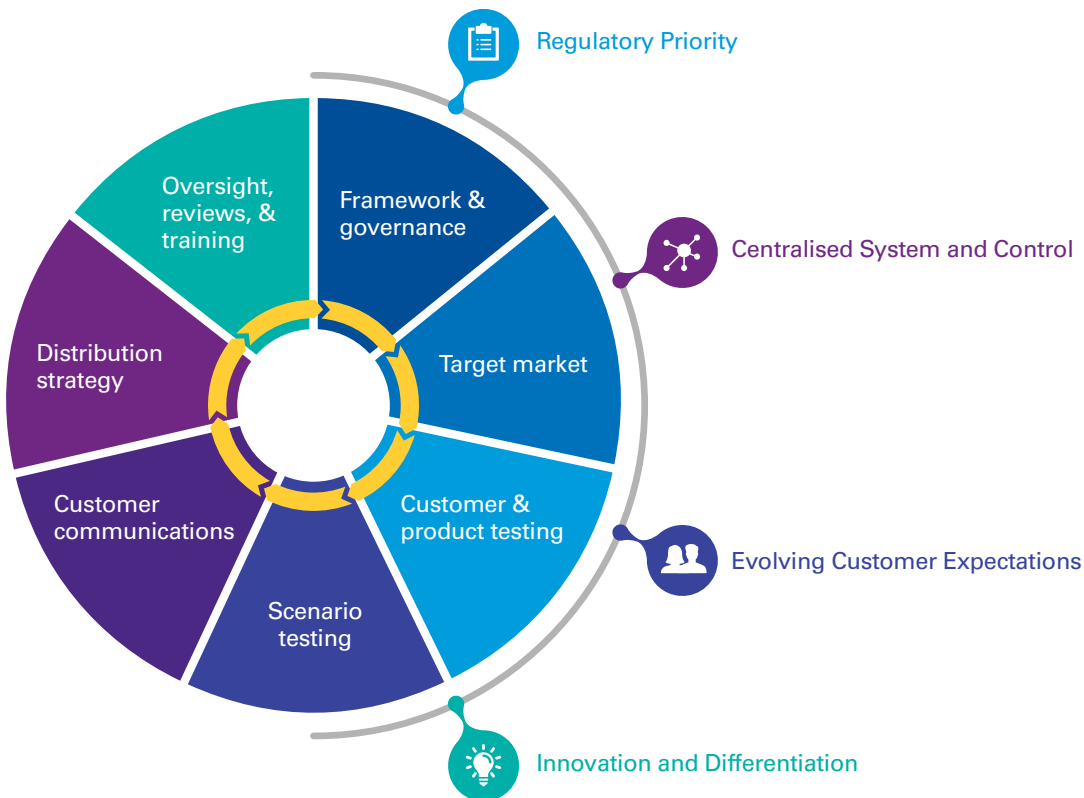 Regulatory Priority
Oversight,
reviews, &
training
Framework &
governance
Centralised System and Control
Distribution
strategy
Target market
Customer
communications
Customer &
product testing
Evolving Customer Expectations
Scenario
testing
Innovation and Differentiation